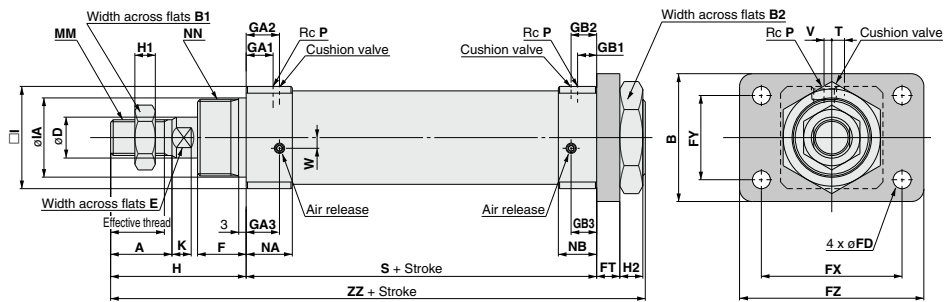 Width across flats B1
MM
NN
H1
GA2
GA1
Rc P
Cushion valve
Rc P
Cushion valve
GB2
GB1
Width across flats B2
Rc P
V
T
Cushion valve
□I
øIA
øD
W
B
FY
Width across flats E
Effective thread
3
GA3
Air release
Air release
GB3
A
K
F
NA
NB
4 x øFD
H
S + Stroke
FT
H2
FX
ZZ + Stroke
FZ